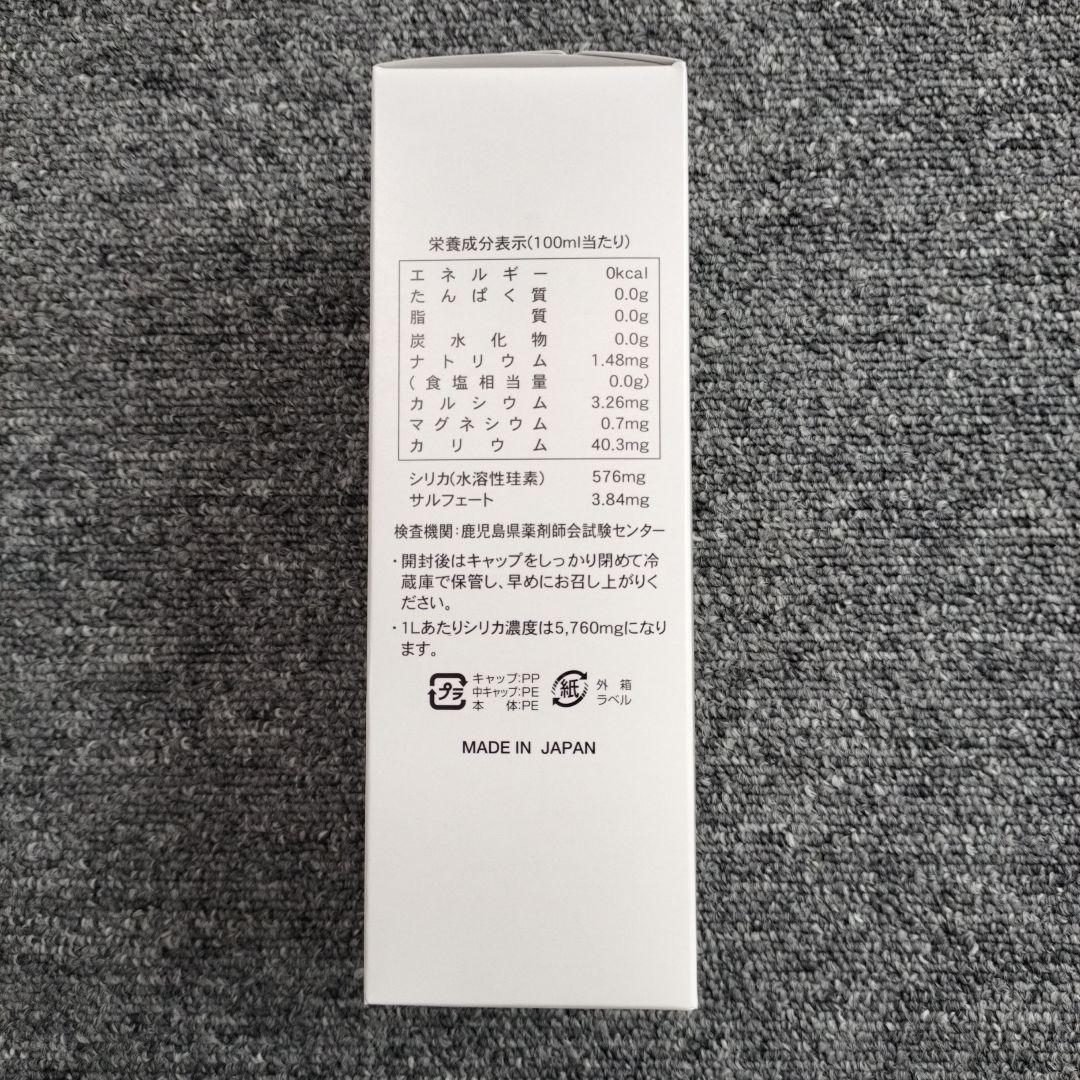 栄養成分表示(100ml当たり)
エネルギー 0kcal
たんぱく質 0.0g
脂質 0.0g
炭水化物 0.0g
ナトリウム 1.48mg
(食塩相当量 0.0g)
カルシウム 3.26mg
マグネシウム 0.7mg
カリウム 40.3mg
シリカ(水溶性珪素) 576mg
サルフェート 3.84mg
検査機関:鹿児島県薬剤師会試験センター
・開封後はキャップをしっかり閉めて冷
蔵庫で保管し、早めにお召し上がりく
ださい。
・1Lあたりシリカ濃度は5,760mgになり
ます。
プラ
キャップ:PP
中キャップ:PE
本体:PE
紙
外箱
ラベル
MADE IN JAPAN